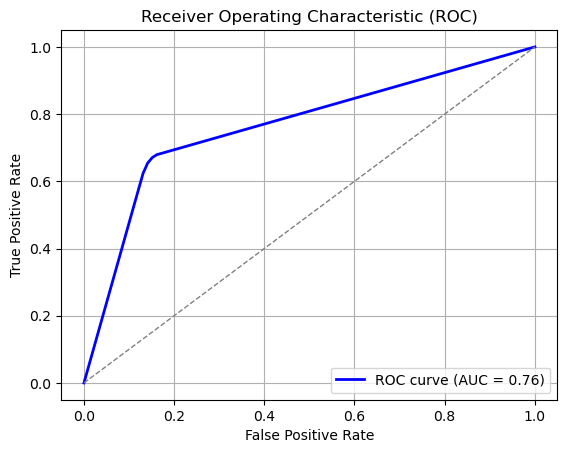 Receiver Operating Characteristic (ROC)
True Positive Rate
1.0
0.8
0.6
0.4
0.2
0.0
ROC curve (AUC = 0.76)
0.0 0.2 0.4 0.6 0.8 1.0
False Positive Rate